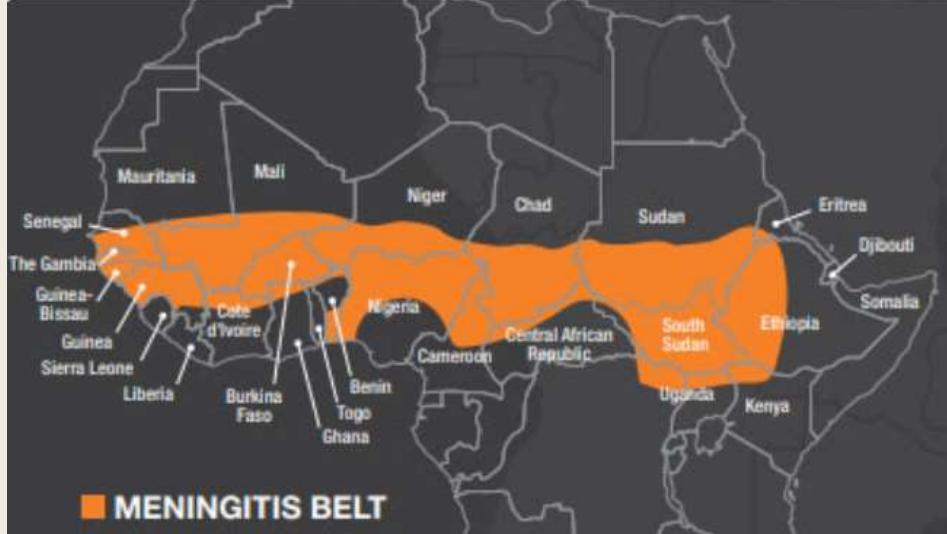 Mauritania
Mali
Niger
Chad
Sudan
Eritrea
Senegal
Djibouti
The Gambia
Somalia
Guinea-
Bissau
Nigeria
Cote
d'Ivoire
South
Sudan
Ethiopia
Guinea
Central African
Republic
Cameroon
Sierra Leone
Liberia
Burkina
Faso
Benin
Togo
Ghana
Uganda
Kenya
MENINGITIS BELT